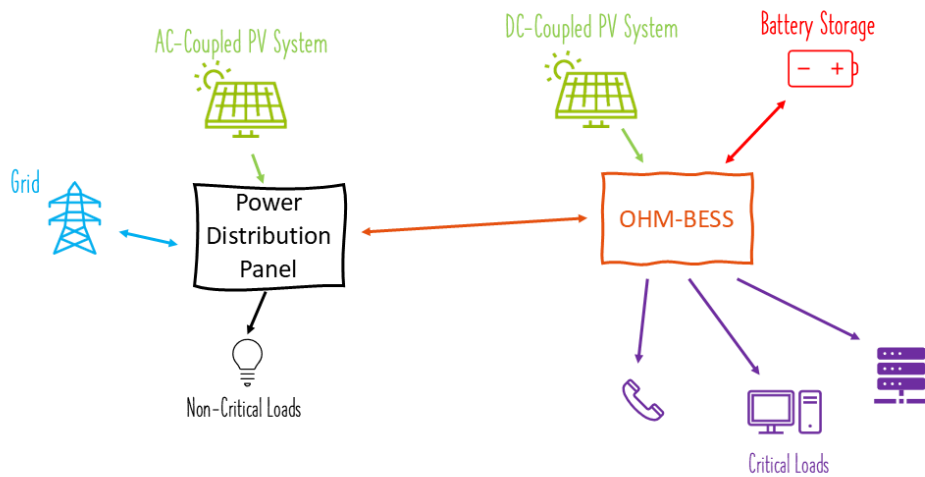 AC-Coupled PV System
DC-Coupled PV System
Battery Storage
Grid
Power
Distribution
Panel
OHM-BESS
Non-Critical Loads
Critical Loads